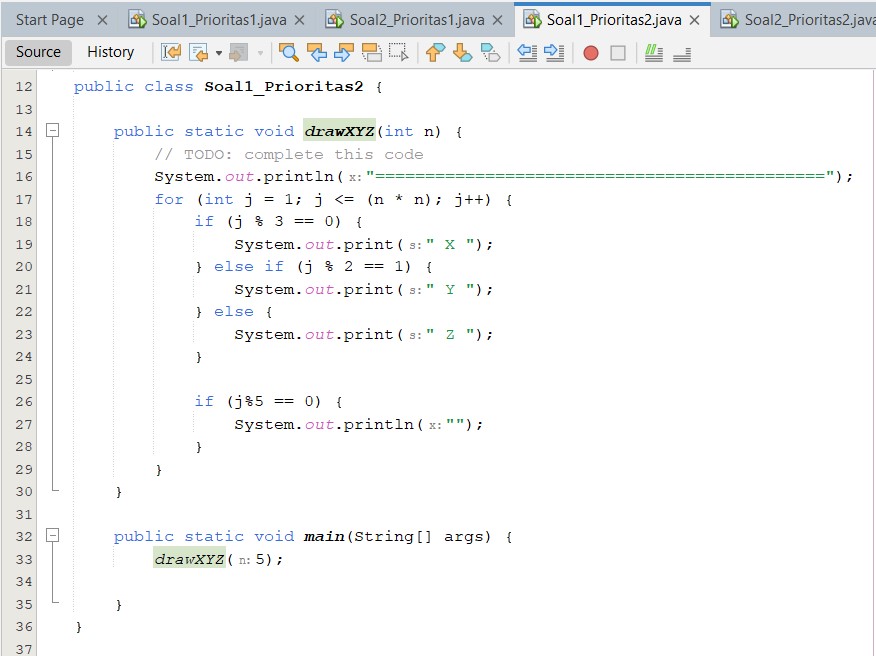 Start Page × Soal1_Prioritas1.java × Soal2_Prioritas1.java × Soal1_Prioritas2.java × Soal2_Prioritas2.java
Source History
12 public class Soal1_Prioritas2 {
13
14 public static void drawXYZ(int n) {
15 // TODO: complete this code
16 System.out.println( x: "=============================================");
17 for (int j = 1; j <= (n * n); j++) {
18 if (j % 3 == 0) {
19 System.out.print( s: " X ");
20 } else if (j % 2 == 1) {
21 System.out.print( s: " Y ");
22 } else {
23 System.out.print( s: " Z ");
24 }
25
26 if (j%5 == 0) {
27 System.out.println( x: "");
28 }
29 }
30 }
31
32 public static void main(String[] args) {
33 drawXYZ( n: 5);
34
35 }
36 }
37